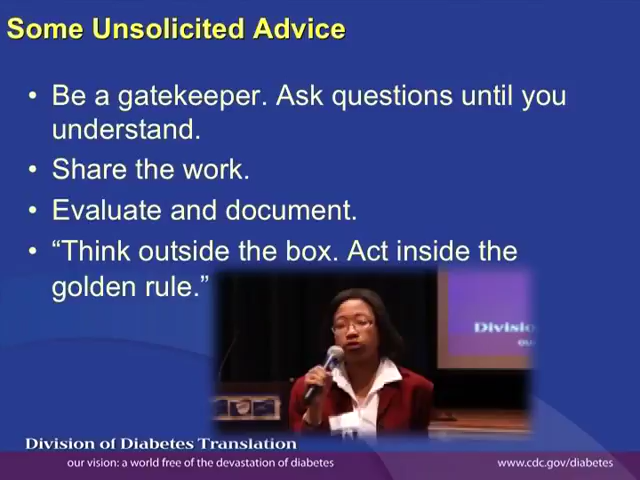 Some Unsolicited Advice
• Be a gatekeeper. Ask questions until you
understand.
• Share the work.
• Evaluate and document.
• “Think outside the box. Act inside the
golden rule.”
Division of Diabetes Translation
our vision: a world free of the devastation of diabetes
www.cdc.gov/diabetes